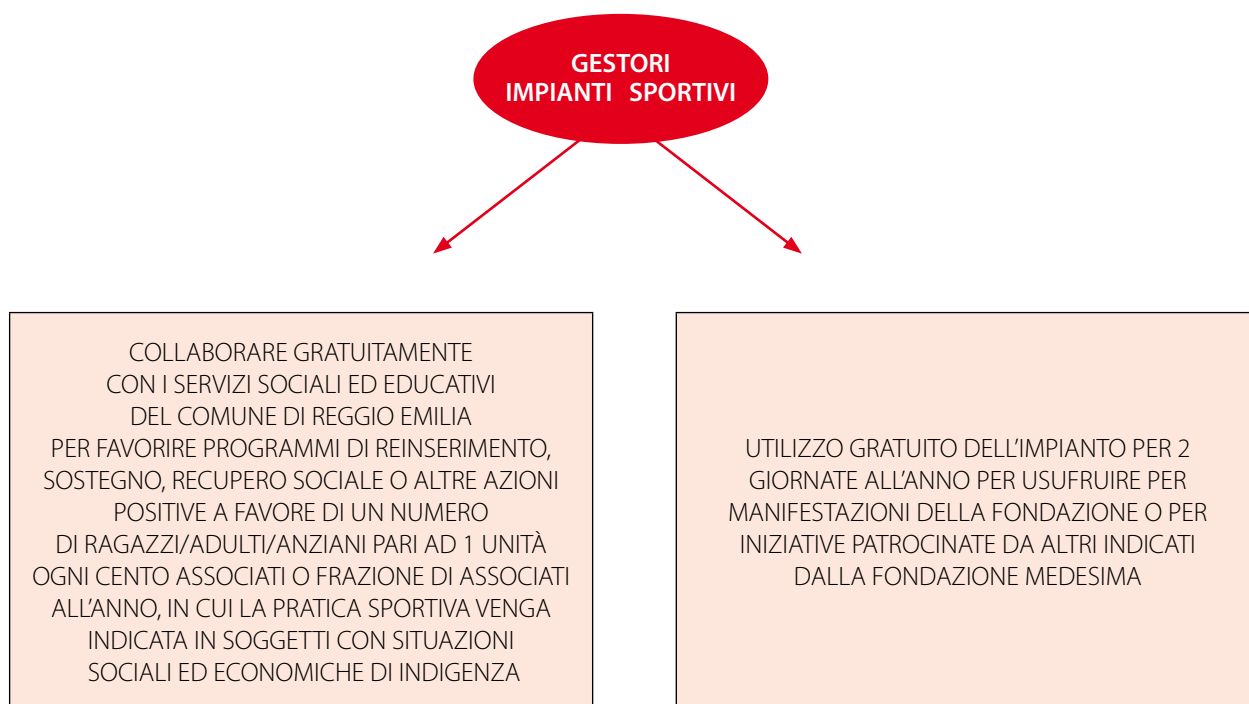 GESTORI
IMPIANTI SPORTIVI
COLLABORARE GRATUITAMENTE
CON I SERVIZI SOCIALI ED EDUCATIVI
DEL COMUNE DI REGGIO EMILIA
PER FAVORIRE PROGRAMMI DI REINSERIMENTO,
SOSTEGNO, RECUPERO SOCIALE O ALTRE AZIONI
POSITIVE A FAVORE DI UN NUMERO
DI RAGAZZI/ADULTI/ANZIANI PARI AD 1 UNITÀ
OGNI CENTO ASSOCIATI O FRAZIONE DI ASSOCIATI
ALL’ANNO, IN CUI LA PRATICA SPORTIVA VENGA
INDICATA IN SOGGETTI CON SITUAZIONI
SOCIALI ED ECONOMICHE DI INDIGENZA
UTILIZZO GRATUITO DELL’IMPIANTO PER 2
GIORNATE ALL’ANNO PER USUFRUIRE PER
MANIFESTAZIONI DELLA FONDAZIONE O PER
INIZIATIVE PATROCINATE DA ALTRI INDICATI
DALLA FONDAZIONE MEDESIMA